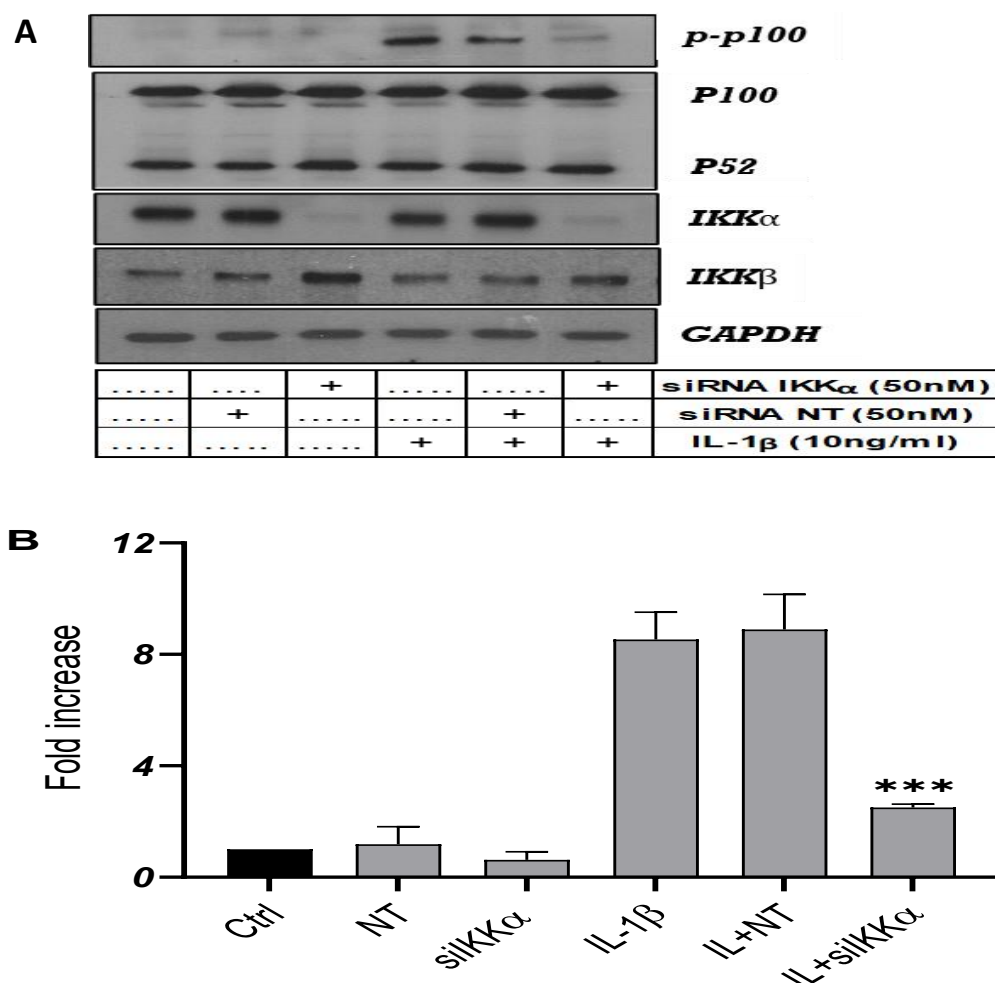 A
p-p100
P100
P52
IKKα
IKKβ
GAPDH
..... .... + ..... ..... + siRNA IKKα (50nM)
..... + ..... ..... + ..... siRNA NT (50nM)
..... ..... ..... + + + IL-1β (10ng/ml)
B
12
8
4
0
Fold increase
***
Ctrl
NT
siIKKα
IL-1β
IL+NT
IL+siIKKα